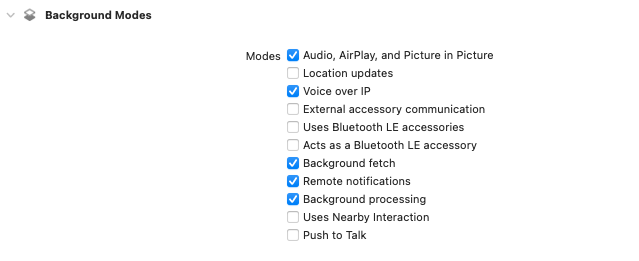 Background Modes
Modes Audio, AirPlay, and Picture in Picture
Location updates
Voice over IP
External accessory communication
Uses Bluetooth LE accessories
Acts as a Bluetooth LE accessory
Background fetch
Remote notifications
Background processing
Uses Nearby Interaction
Push to Talk